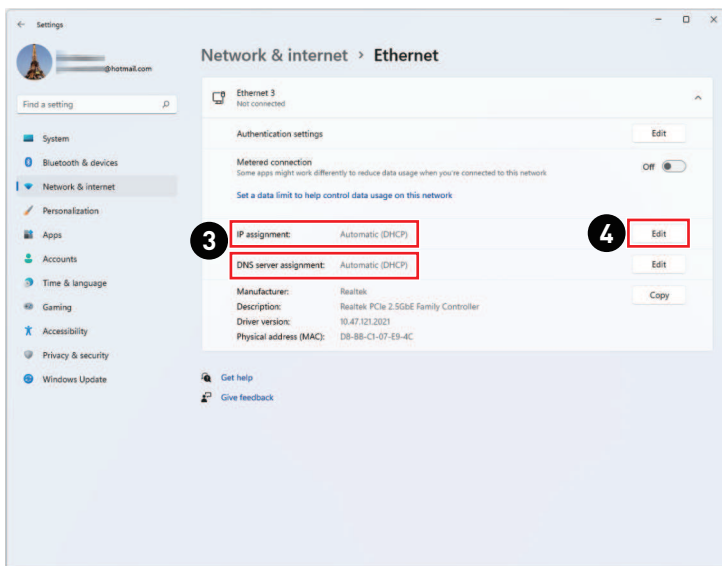 Settings
@hotmail.com
Find a setting
System
Bluetooth & devices
Network & internet
Personalization
Apps
Accounts
Time & language
Gaming
Accessibility
Privacy & security
Windows Update
Network & internet › Ethernet
Ethernet 3
Not connected
Authentication settings
Edit
Metered connection
Some apps might work differently to reduce data usage when you're connected to this network
Off
Set a data limit to help control data usage on this network
3
IP assignment: Automatic (DHCP)
4
Edit
DNS server assignment: Automatic (DHCP)
Edit
Manufacturer: Realtek
Description: Realtek PCIe 2.5GbE Family Controller
Driver version: 10.47.121.2021
Physical address (MAC): D8-BB-C1-07-E9-4C
Copy
Get help
Give feedback